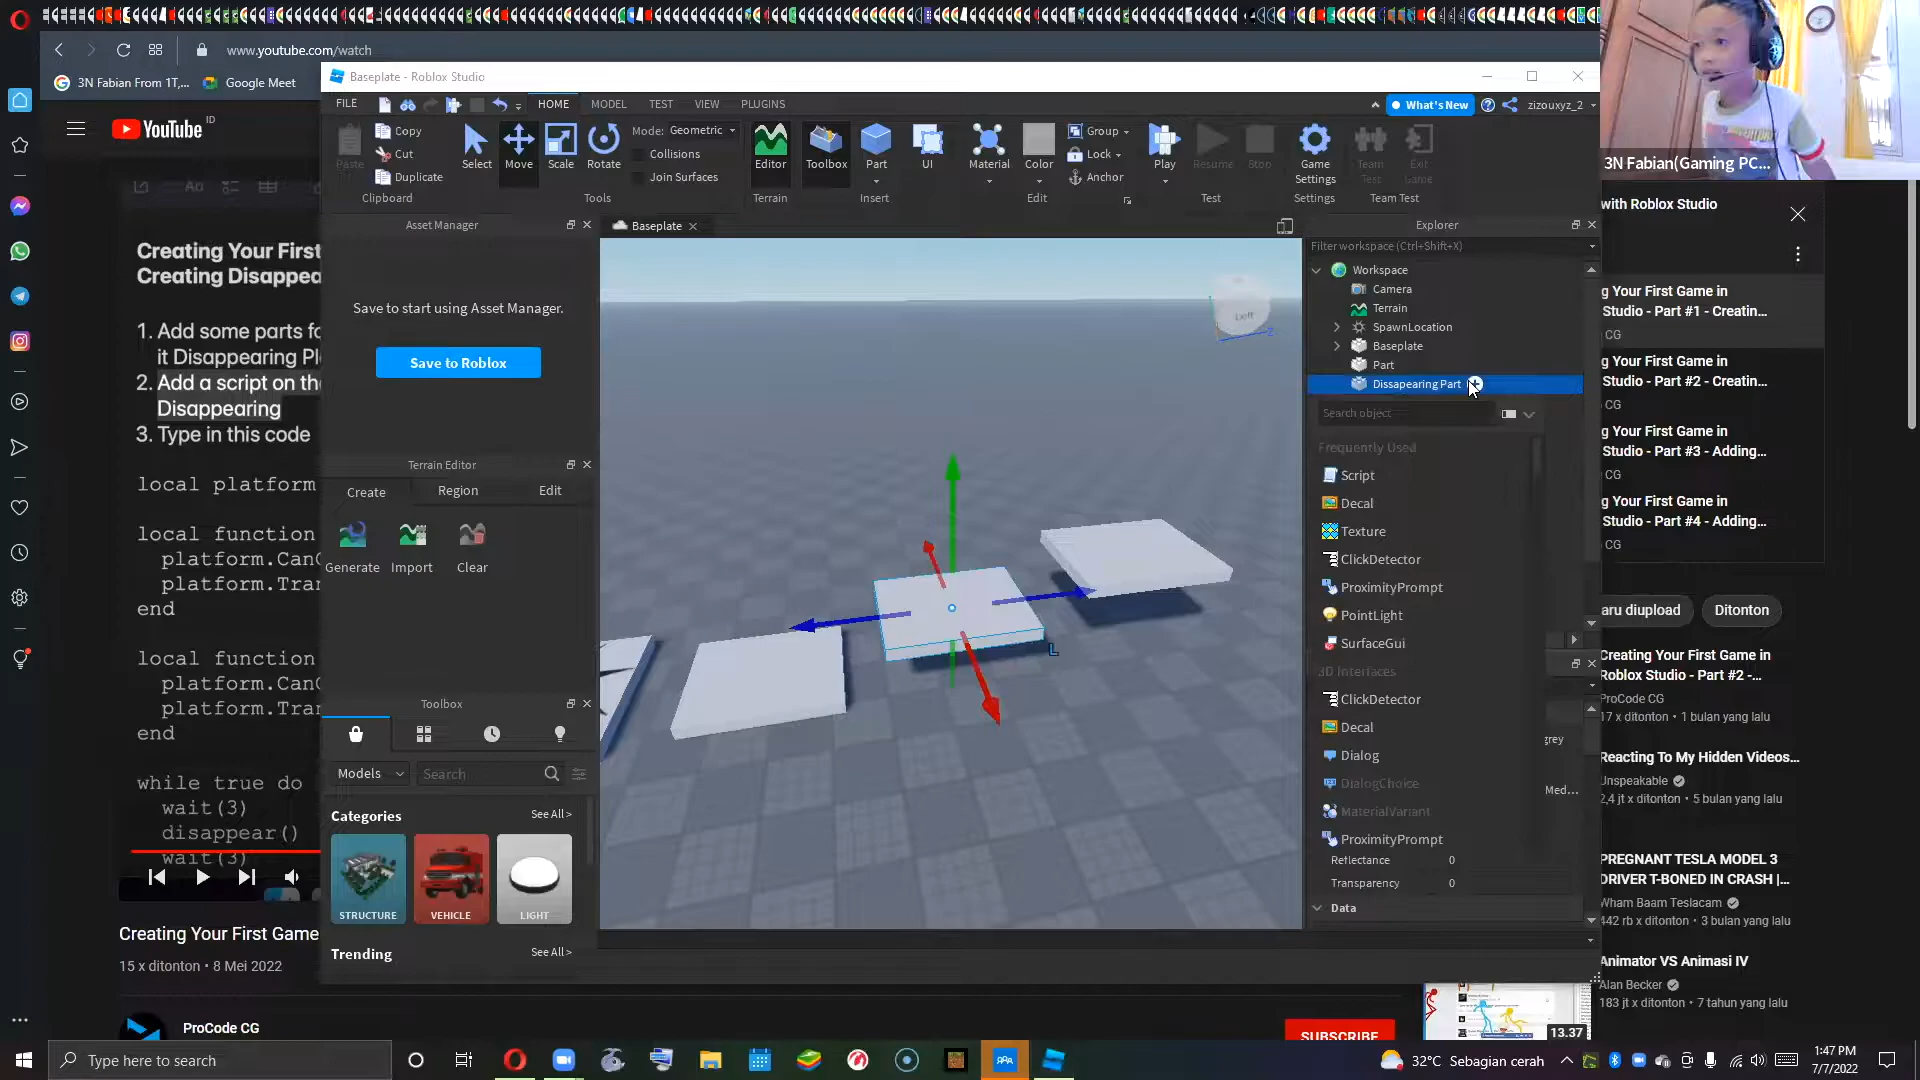 www.youtube.com/watch
3N Fabian From 1T,...
Google Meet
YouTube
ID
Baseplate - Roblox Studio
FILE
HOME
MODEL
TEST
VIEW
PLUGINS
What's New
zizouxyz_2
Paste
Copy
Cut
Duplicate
Clipboard
Select
Move
Scale
Rotate
Mode: Geometric
Collisions
Join Surfaces
Tools
Editor
Terrain
Toolbox
Part
UI
Insert
Material
Color
Group
Lock
Anchor
Edit
Play
Resume
Stop
Test
Game
Settings
Settings
Team
Test
Exit
Game
Team Test
3N Fabian(Gaming PC...
Asset Manager
Save to start using Asset Manager.
Save to Roblox
Terrain Editor
Create
Region
Edit
Generate
Import
Clear
Toolbox
Models
Search
Categories
See All >
STRUCTURE
VEHICLE
LIGHT
Trending
See All >
Baseplate
Left
Z
L
Explorer
Filter workspace (Ctrl+Shift+X)
Workspace
Camera
Terrain
SpawnLocation
Baseplate
Part
Dissapearing Part
Search object
Frequently Used
Script
Decal
Texture
ClickDetector
ProximityPrompt
PointLight
SurfaceGui
3D Interfaces
ClickDetector
Decal
Dialog
DialogChoice
MaterialVariant
ProximityPrompt
grey
Med...
Reflectance 0
Transparency 0
Data
Creating Your First
Creating Disappea
1. Add some parts fo
it Disappearing Pl
2. Add a script on the
Disappearing
3. Type in this code
local platform
local function
platform.CanC
platform.Tran
end
local function
platform.CanC
platform.Tran
end
while true do
wait(3)
disappear()
wait(3)
Creating Your First Game
15 x ditonton • 8 Mei 2022
ProCode CG
SUBSCRIBE
with Roblox Studio
g Your First Game in
Studio - Part #1 - Creatin...
CG
g Your First Game in
Studio - Part #2 - Creatin...
CG
g Your First Game in
Studio - Part #3 - Adding...
CG
g Your First Game in
Studio - Part #4 - Adding...
CG
aru diupload
Ditonton
Creating Your First Game in
Roblox Studio - Part #2 -...
ProCode CG
17 x ditonton • 1 bulan yang lalu
Reacting To My Hidden Videos...
Unspeakable
2,4 jt x ditonton • 5 bulan yang lalu
PREGNANT TESLA MODEL 3
DRIVER T-BONED IN CRASH |...
Wham Baam Teslacam
442 rb x ditonton • 3 bulan yang lalu
Animator VS Animasi IV
Alan Becker
183 jt x ditonton • 7 tahun yang lalu
13.37
Type here to search
32°C Sebagian cerah
1:47 PM
7/7/2022